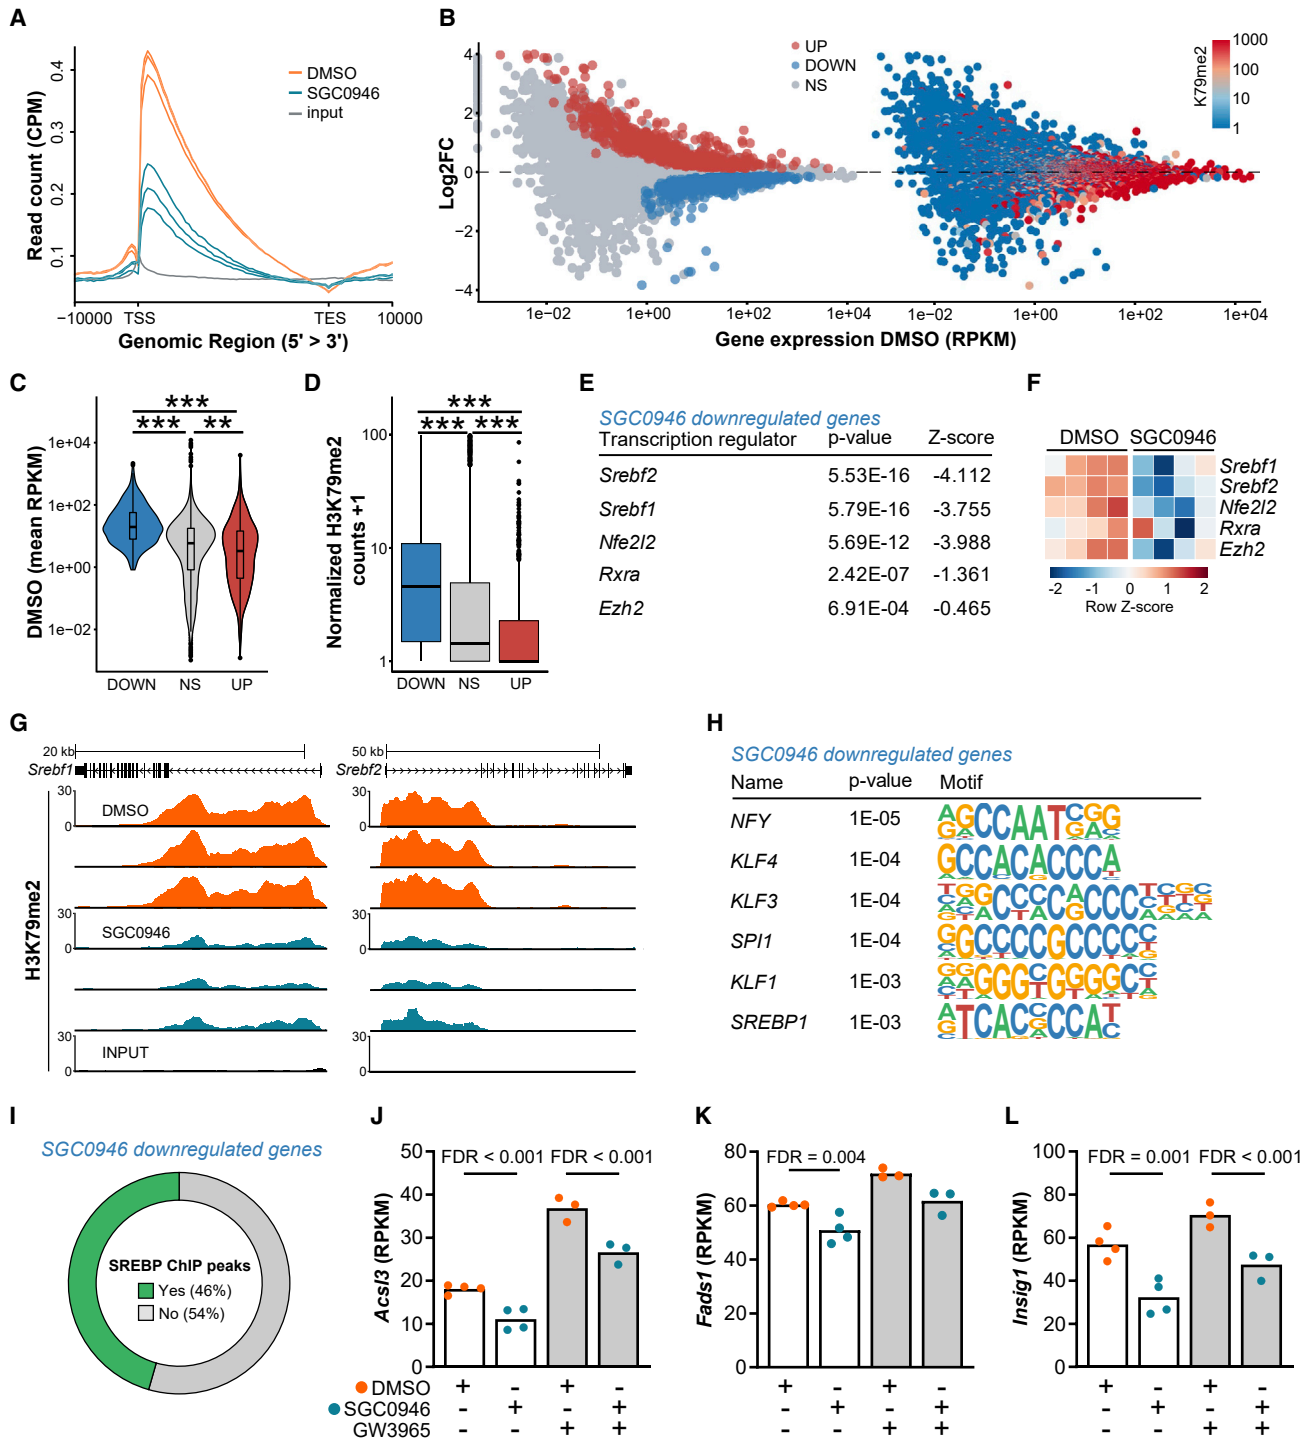 A
Read count (CPM)
0.4
0.3
0.2
0.1
DMSO
SGC0946
input
−10000 TSS TES 10000
Genomic Region (5' > 3')
B
Log2FC
4
2
0
−2
−4
UP
DOWN
NS
K79me2
1000
100
10
1
1e−02 1e+00 1e+02 1e+04 1e−02 1e+00 1e+02 1e+04
Gene expression DMSO (RPKM)
C
DMSO (mean RPKM)
***
*** **
1e+04
1e+02
1e+00
1e−02
DOWN NS UP
D
Normalized H3K79me2
counts +1
***
*** ***
100
10
1
DOWN NS UP
E
SGC0946 downregulated genes
Transcription regulator p-value Z-score
Srebf2 5.53E-16 -4.112
Srebf1 5.79E-16 -3.755
Nfe2l2 5.69E-12 -3.988
Rxra 2.42E-07 -1.361
Ezh2 6.91E-04 -0.465
F
DMSO SGC0946
Srebf1
Srebf2
Nfe2l2
Rxra
Ezh2
-2 -1 0 1 2
Row Z-score
G
20 kb 50 kb
Srebf1 Srebf2
H3K79me2
30 30
DMSO
0 0
30 30
SGC0946
0 0
30 30
INPUT
0 0
H
SGC0946 downregulated genes
Name p-value Motif
NFY 1E-05
KLF4 1E-04
KLF3 1E-04
SPI1 1E-04
KLF1 1E-03
SREBP1 1E-03
I
SGC0946 downregulated genes
SREBP ChIP peaks
Yes (46%)
No (54%)
J
Acsl3 (RPKM)
50
40
30
20
10
0
FDR < 0.001 FDR < 0.001
DMSO + - + -
SGC0946 - + - +
GW3965 - - + +
K
Fads1 (RPKM)
80
60
40
20
0
FDR = 0.004
+ - + -
- + - +
- - + +
L
Insig1 (RPKM)
100
80
60
40
20
0
FDR = 0.001 FDR < 0.001
+ - + -
- + - +
- - + +